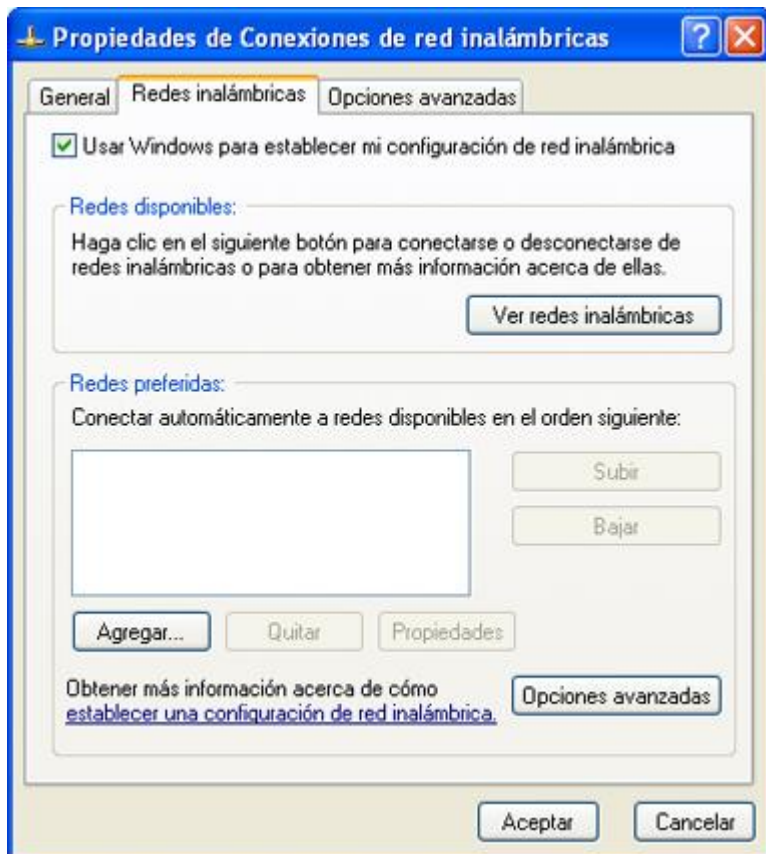 Propiedades de Conexiones de red inalámbricas
General Redes inalámbricas Opciones avanzadas
Usar Windows para establecer mi configuración de red inalámbrica
Redes disponibles:
Haga clic en el siguiente botón para conectarse o desconectarse de
redes inalámbricas o para obtener más información acerca de ellas.
Ver redes inalámbricas
Redes preferidas:
Conectar automáticamente a redes disponibles en el orden siguiente:
Subir
Bajar
Agregar... Quitar Propiedades
Obtener más información acerca de cómo
establecer una configuración de red inalámbrica.
Opciones avanzadas
Aceptar Cancelar